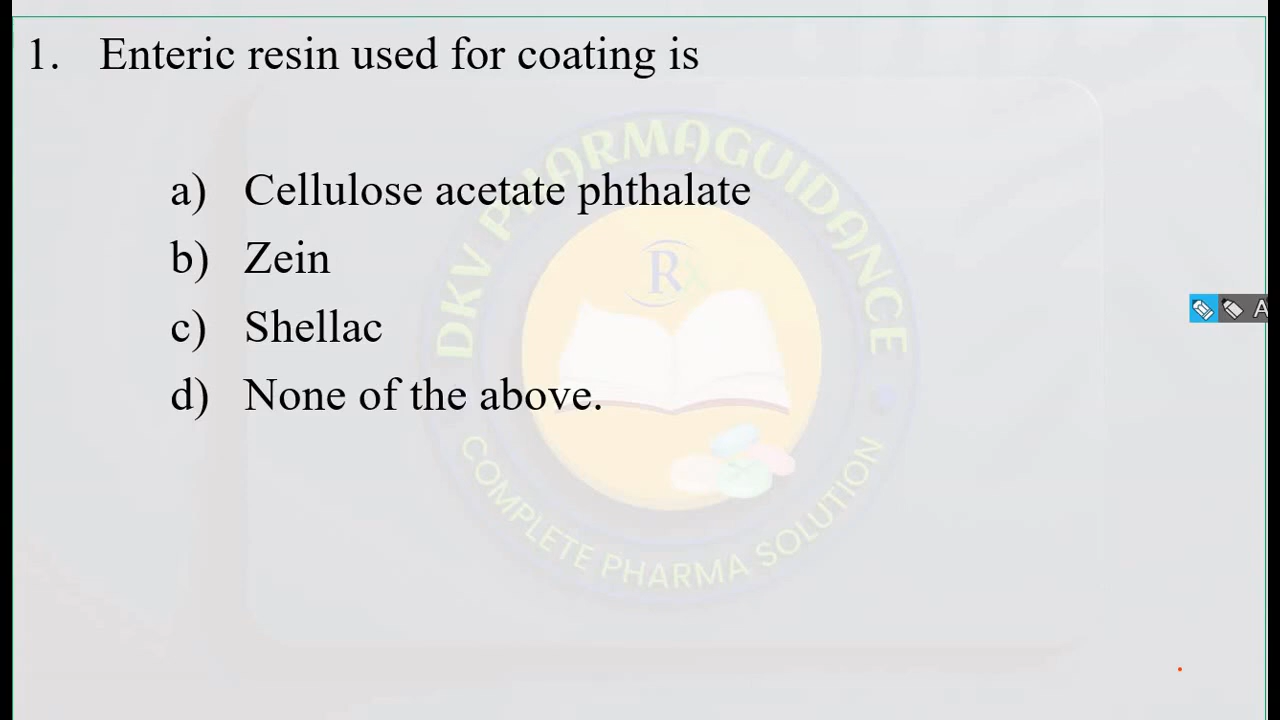 1. Enteric resin used for coating is
a) Cellulose acetate phthalate
b) Zein
c) Shellac
d) None of the above.
DKV PHARMAGUIDANCE
Rx
COMPLETE PHARMA SOLUTION
A